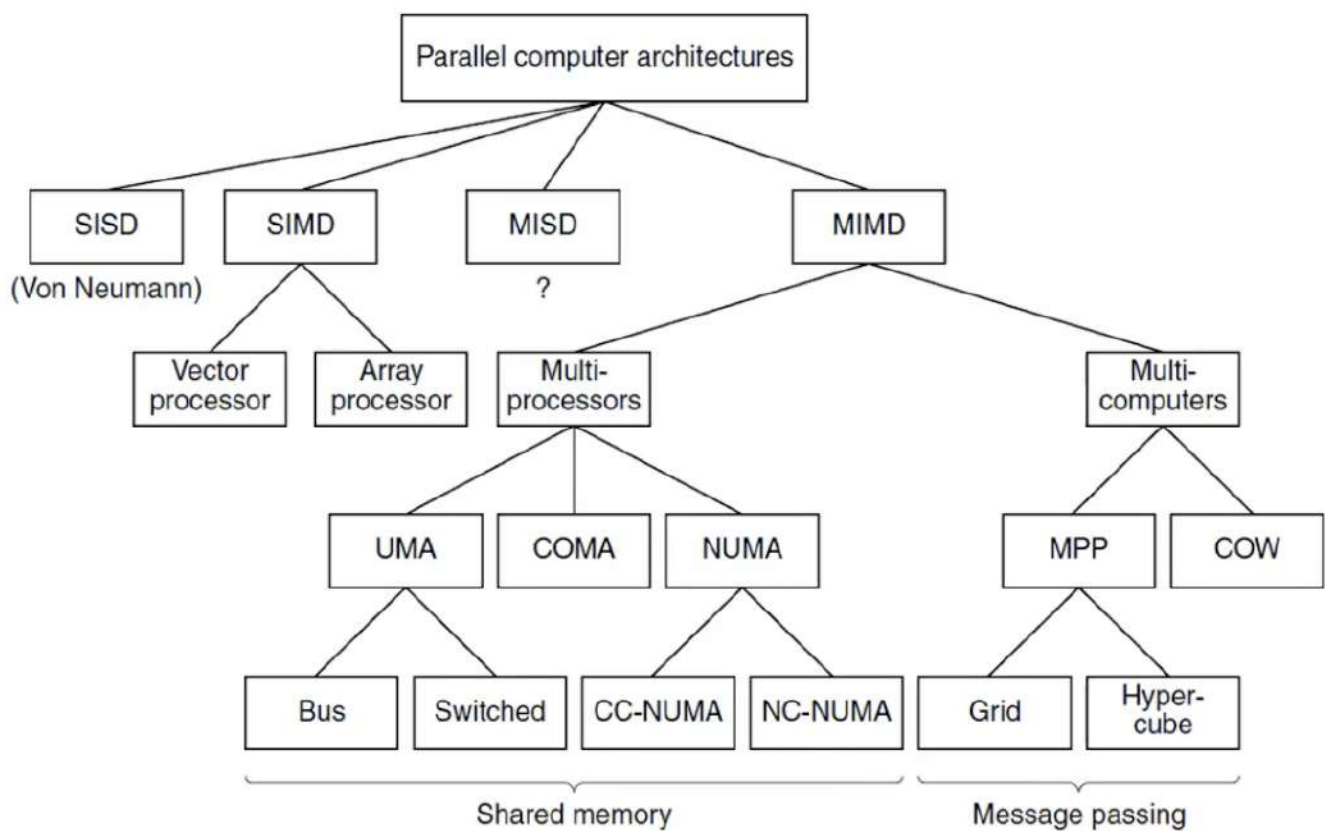 Parallel computer architectures
SISD
SIMD
MISD
MIMD
(Von Neumann)
?
Vector
processor
Array
processor
Multi-
processors
Multi-
computers
UMA
COMA
NUMA
MPP
COW
Bus
Switched
CC-NUMA
NC-NUMA
Grid
Hyper-
cube
Shared memory
Message passing